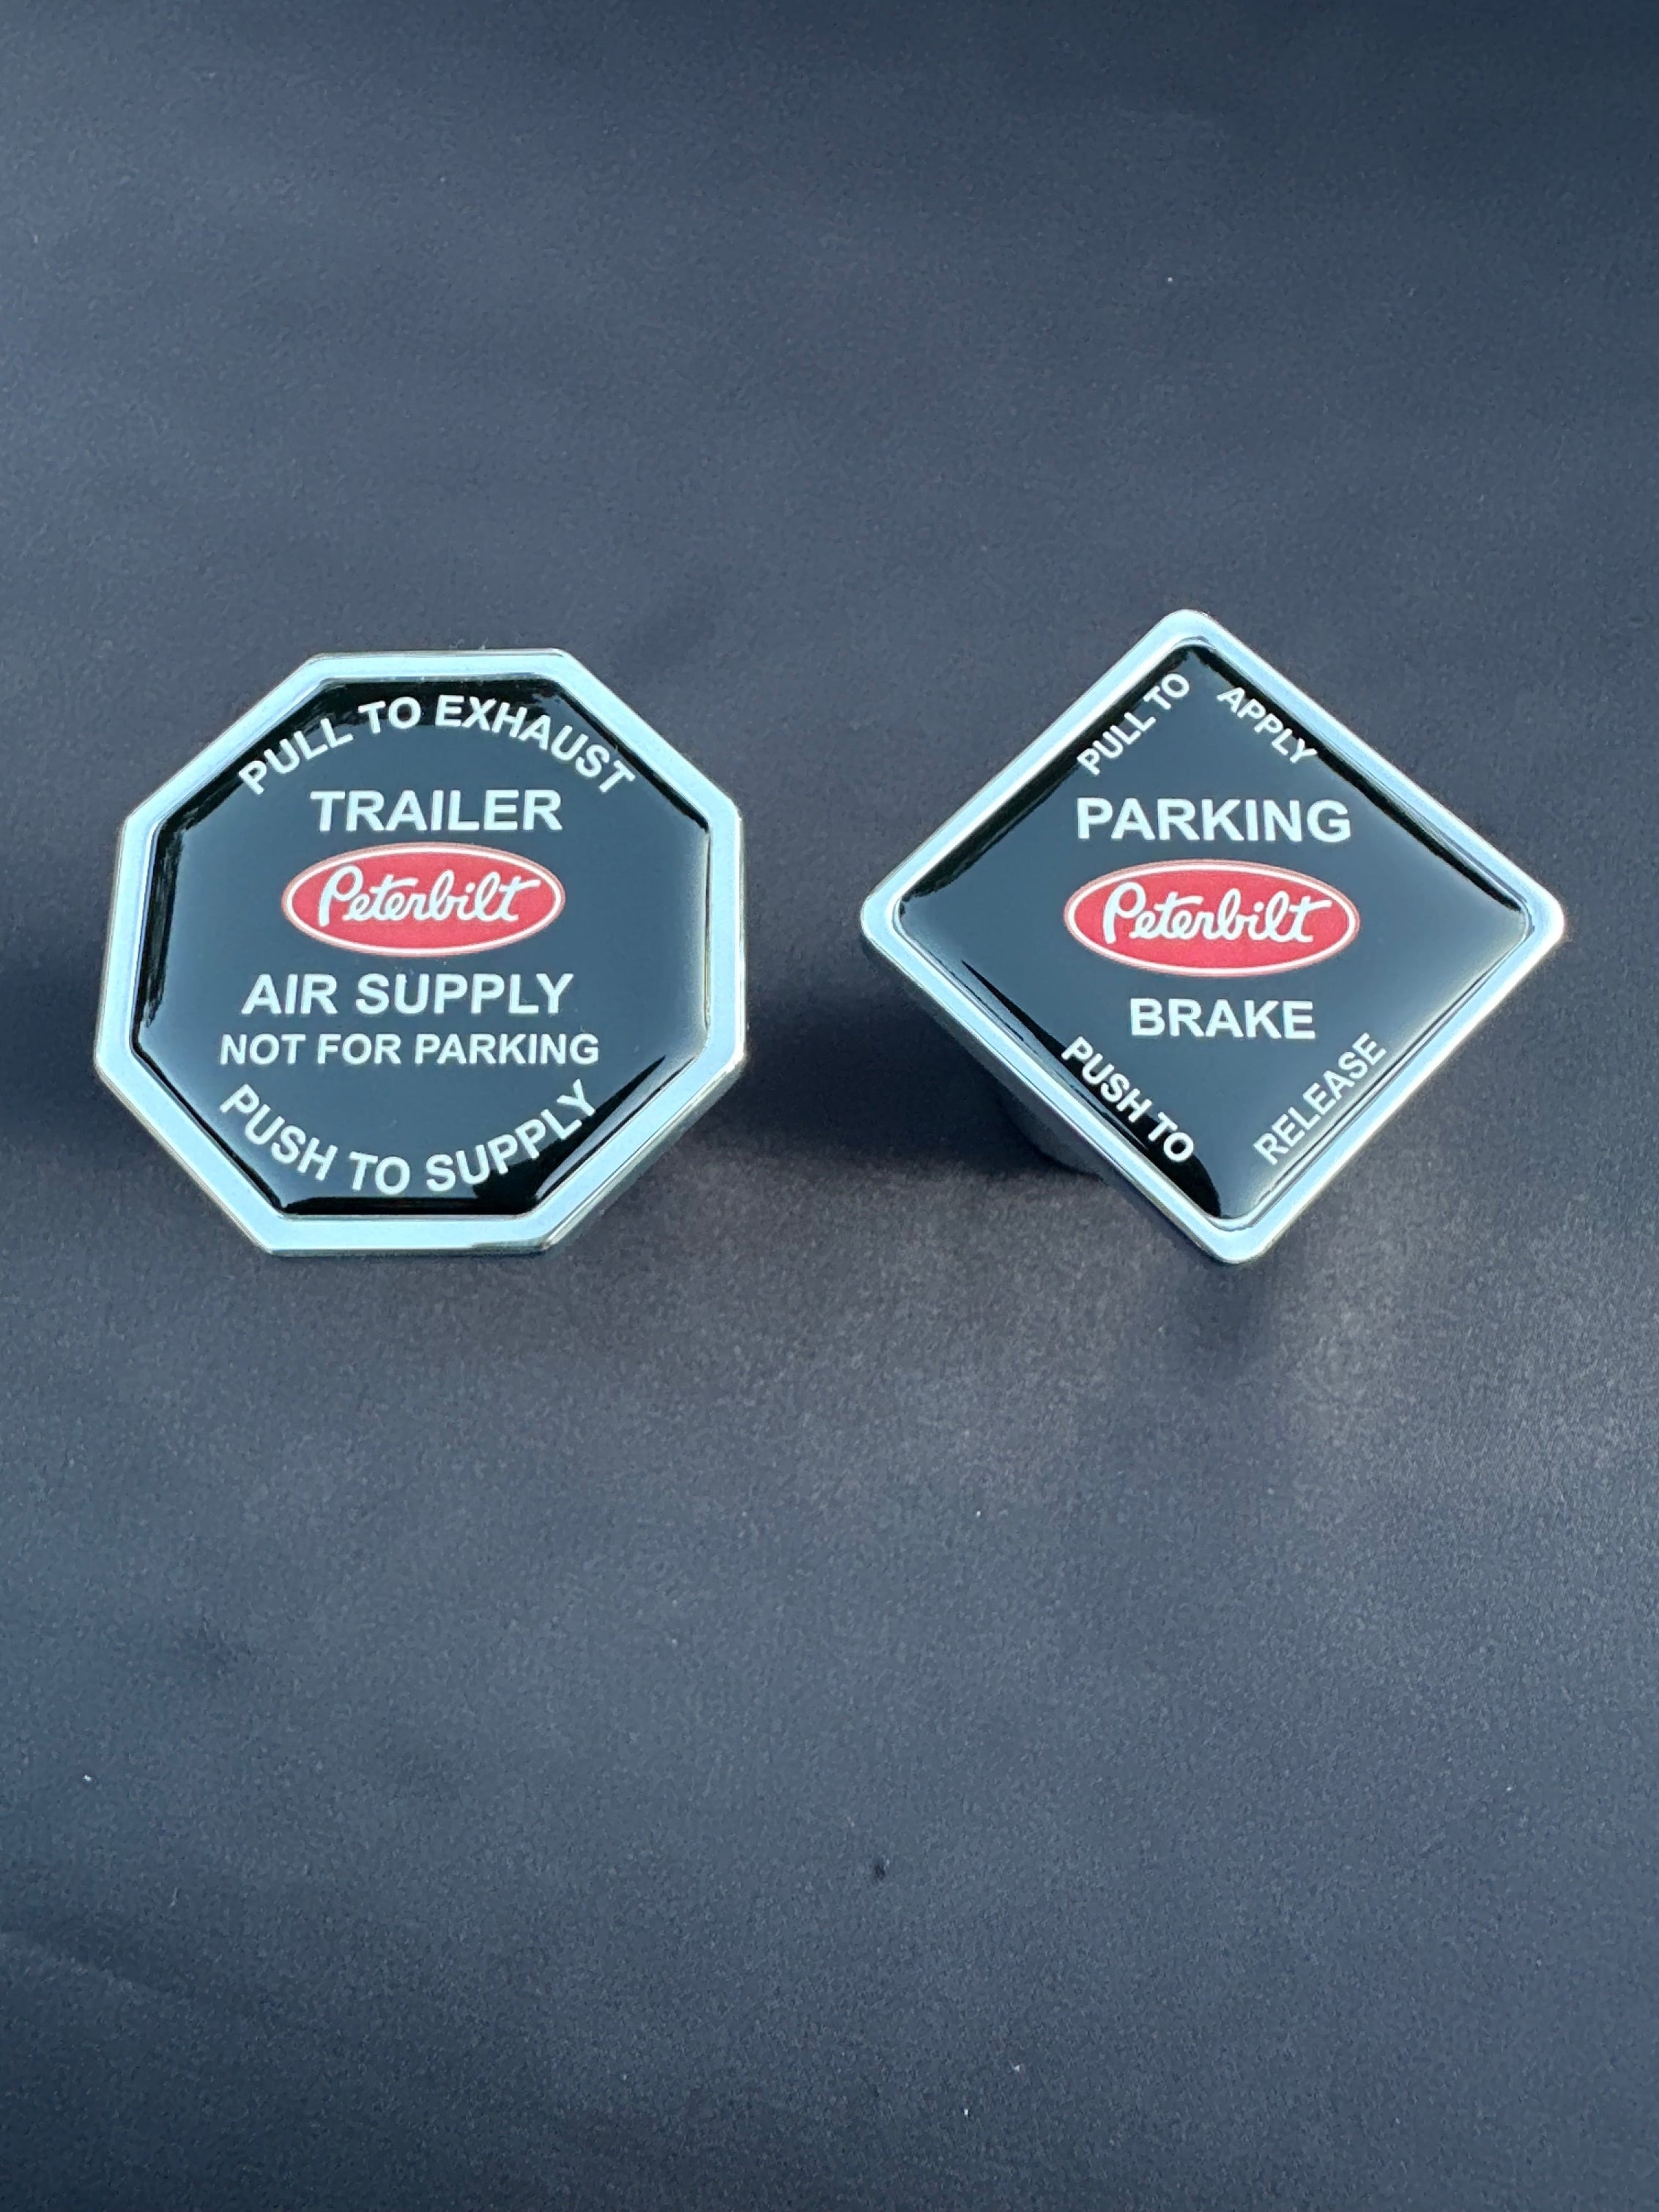 PULL TO EXHAUST
TRAILER
Peterbilt
AIR SUPPLY
NOT FOR PARKING
PUSH TO SUPPLY
PULL TO APPLY
PARKING
Peterbilt
BRAKE
PUSH TO RELEASE